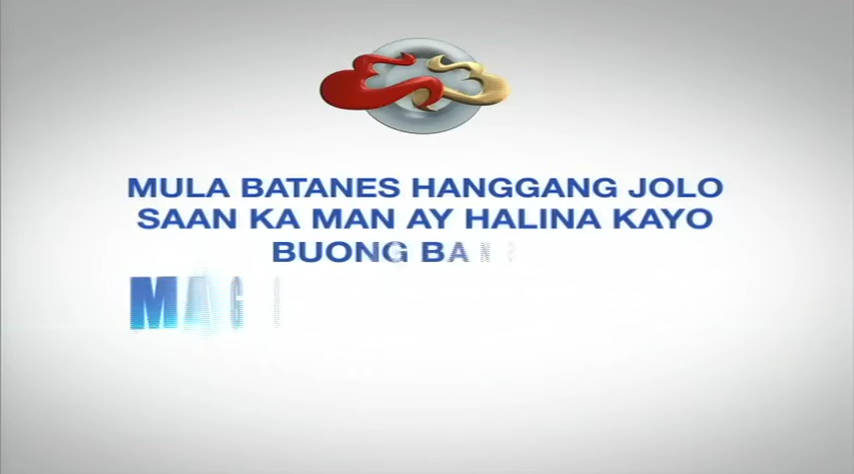 MULA BATANES HANGGANG JOLO
SAAN KA MAN AY HALINA KAYO
BUONG